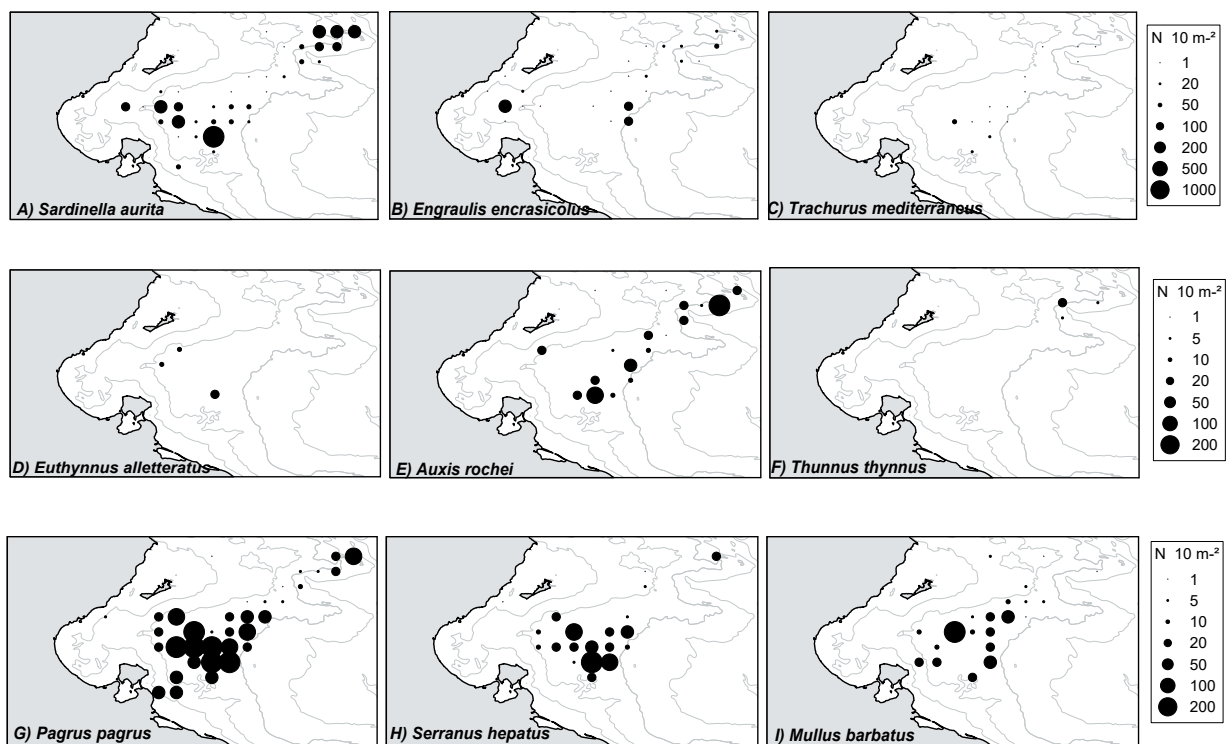 A) Sardinella aurita
B) Engraulis encrasicolus
C) Trachurus mediterraneus
N 10 m-²
1
20
50
100
200
500
1000
D) Euthynnus alletteratus
E) Auxis rochei
F) Thunnus thynnus
N 10 m-²
1
5
10
20
50
100
200
G) Pagrus pagrus
H) Serranus hepatus
I) Mullus barbatus
N 10 m-²
1
5
10
20
50
100
200